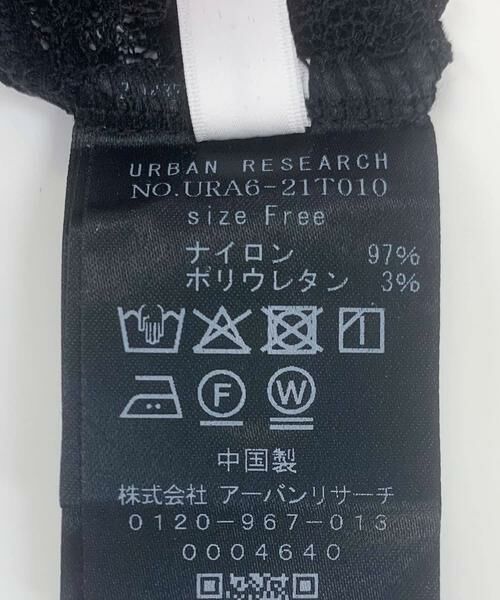 URBAN RESEARCH
NO.URA6-21T010
size Free
ナイロン 97%
ポリウレタン 3%
F W
中国製
株式会社 アーバンリサーチ
0120-967-013
0004640